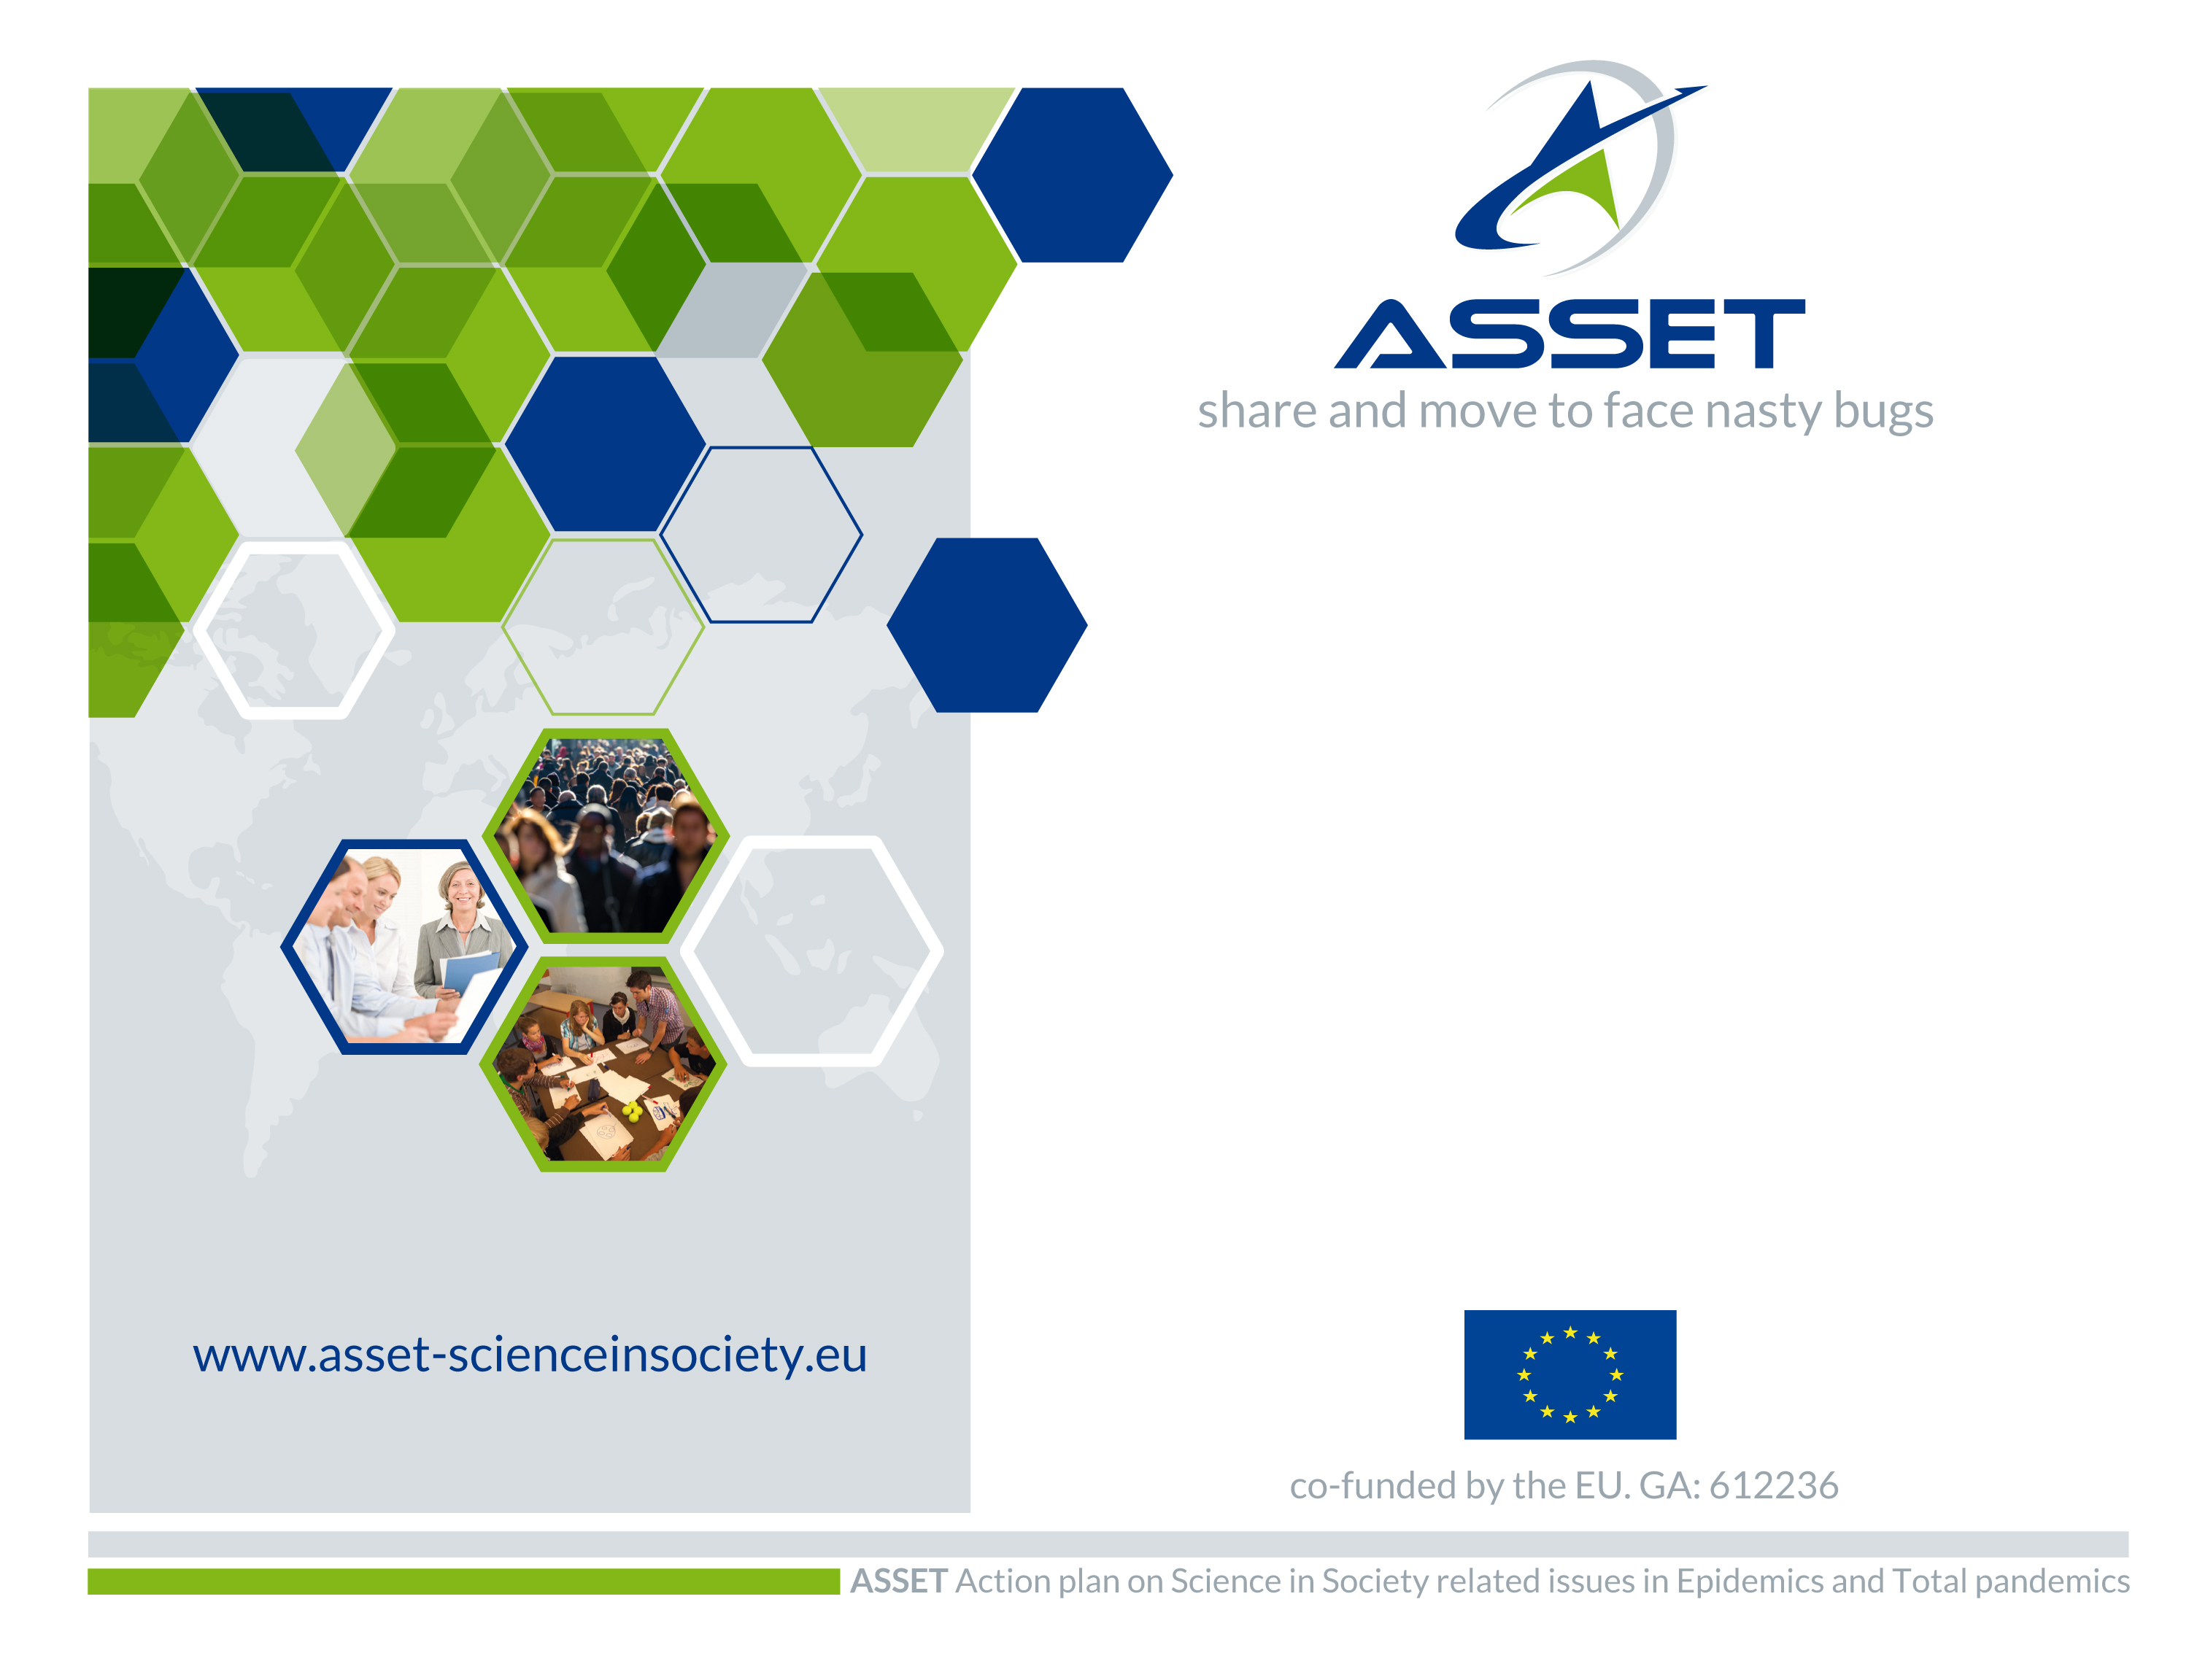 ASSET
share and move to face nasty bugs
www.asset-scienceinsociety.eu
co-funded by the EU. GA: 612236
ASSET Action plan on Science in Society related issues in Epidemics and Total pandemics